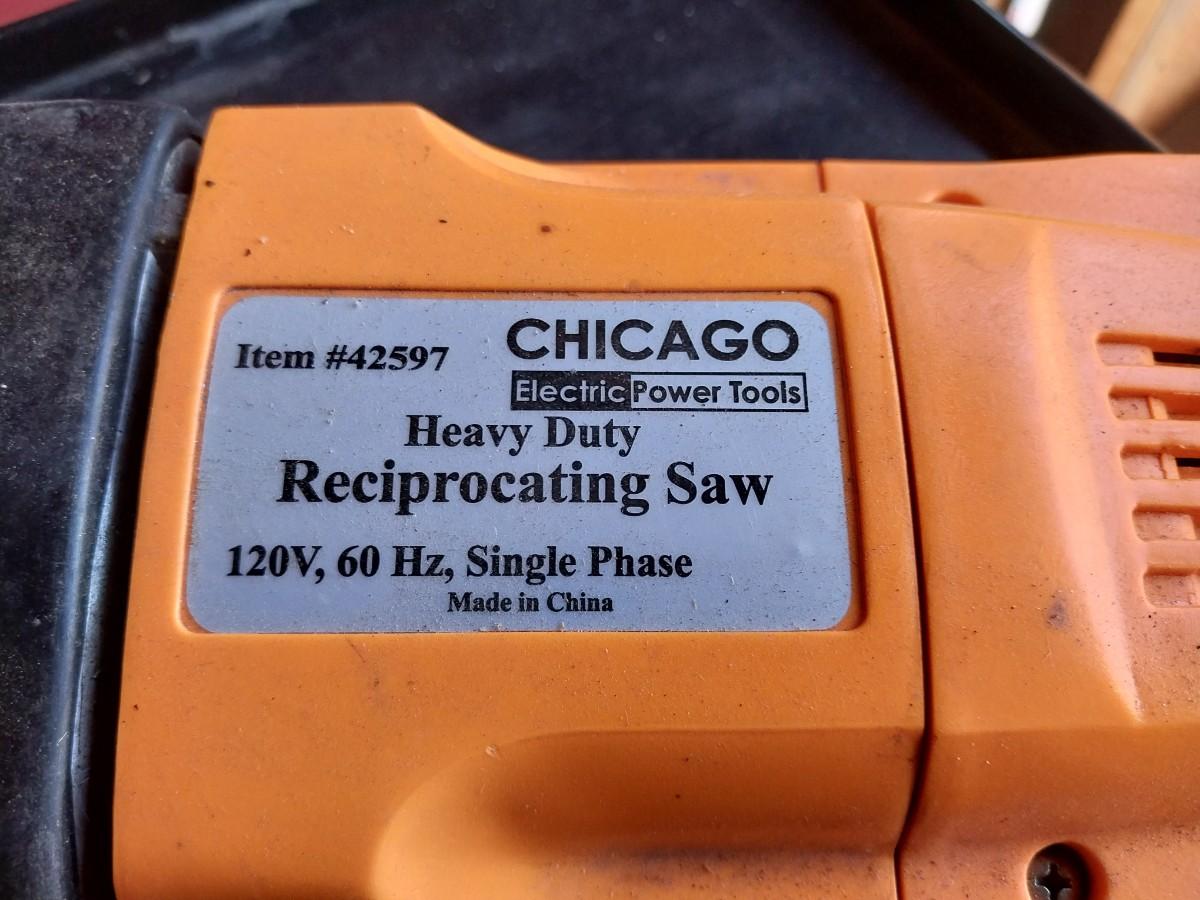 Item #42597
CHICAGO
Electric Power Tools
Heavy Duty
Reciprocating Saw
120V, 60 Hz, Single Phase
Made in China